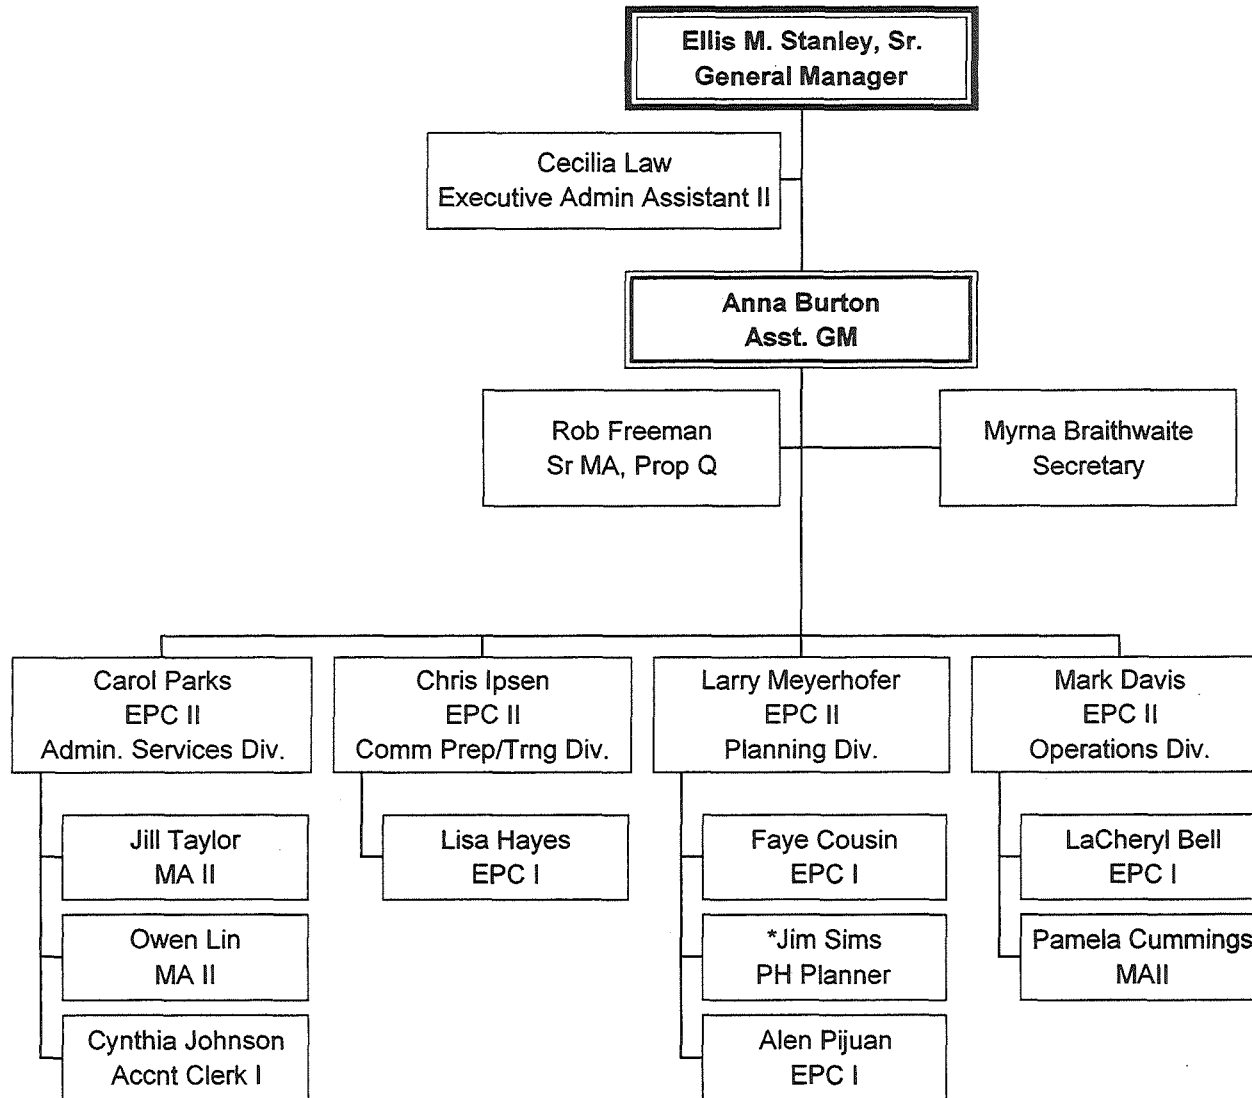 Ellis M. Stanley, Sr.
General Manager
Cecilia Law
Executive Admin Assistant II
Anna Burton
Asst. GM
Rob Freeman
Sr MA, Prop Q
Myrna Braithwaite
Secretary
Carol Parks
EPC II
Admin. Services Div.
Chris Ipsen
EPC II
Comm Prep/Trng Div.
Larry Meyerhofer
EPC II
Planning Div.
Mark Davis
EPC II
Operations Div.
Jill Taylor
MA II
Owen Lin
MA II
Cynthia Johnson
Accnt Clerk I
Lisa Hayes
EPC I
Faye Cousin
EPC I
*Jim Sims
PH Planner
Alen Pijuan
EPC I
LaCheryl Bell
EPC I
Pamela Cummings
MAII